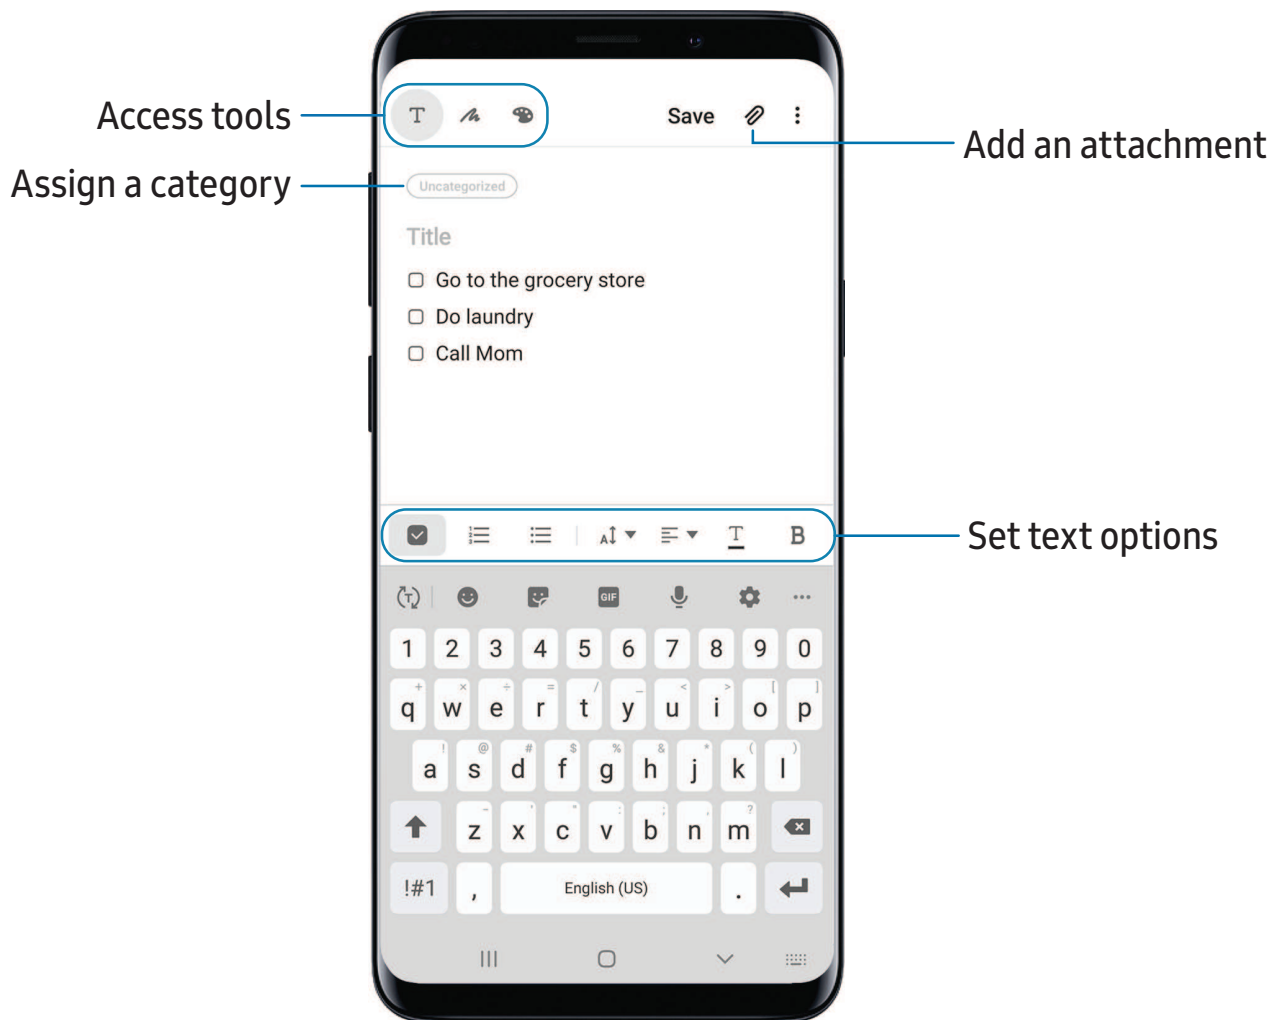 Access tools
T
Save
Add an attachment
Assign a category
Uncategorized
Title
Go to the grocery store
Do laundry
Call Mom
A T B
Set text options
T GIF
1 2 3 4 5 6 7 8 9 0
+ × ÷ = / _ < > [ ]
q w e r t y u i o p
! @ # $ % & * ( )
a s d f g h j k l
- ' " : ; , ?
z x c v b n m
!#1 , English (US) .